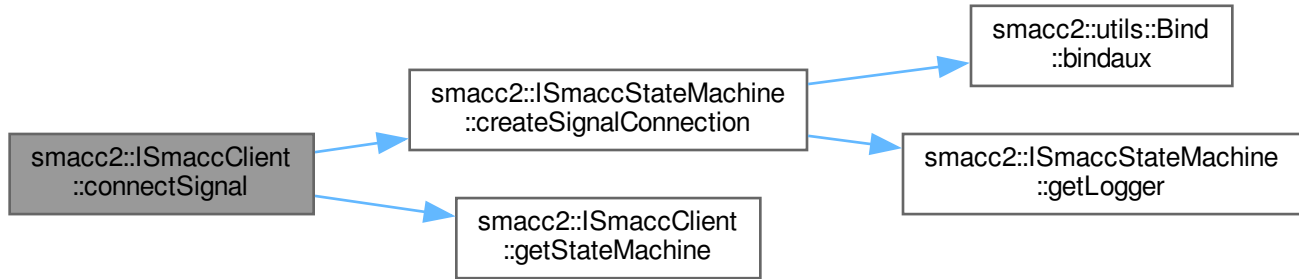 smacc2::ISmaccClient
::connectSignal
smacc2::ISmaccStateMachine
::createSignalConnection
smacc2::ISmaccClient
::getStateMachine
smacc2::utils::Bind
::bindaux
smacc2::ISmaccStateMachine
::getLogger